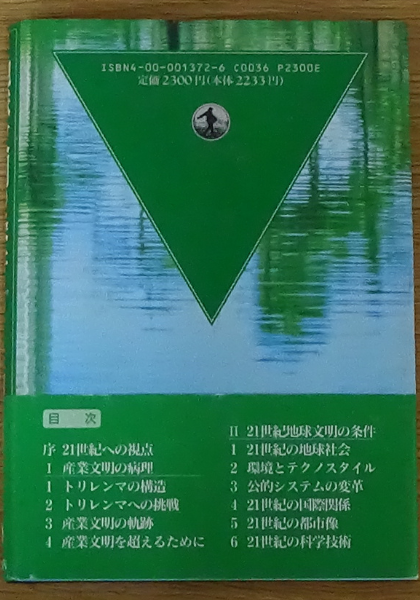 ISBN4-00-001372-6 C0036 P2300E
定価2300円(本体2233円)
目 次
序 21世紀への視点
I 産業文明の病理
1 トリレンマの構造
2 トリレンマへの挑戦
3 産業文明の軌跡
4 産業文明を超えるために
II 21世紀地球文明の条件
1 21世紀の地球社会
2 環境とテクノスタイル
3 公的システムの変革
4 21世紀の国際関係
5 21世紀の都市像
6 21世紀の科学技術